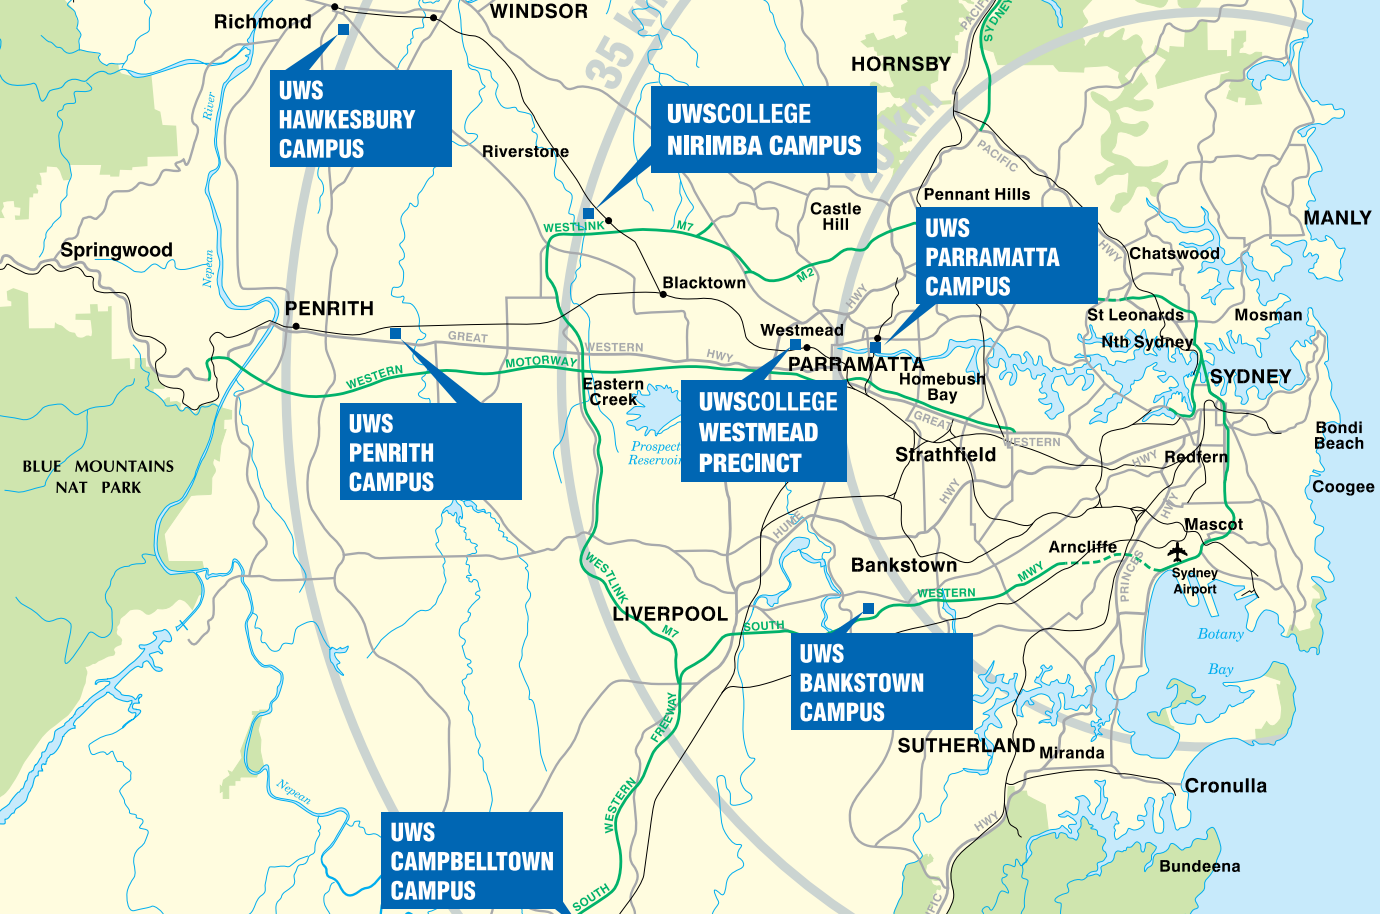 Richmond
WINDSOR
35 km
PACIFIC
SYDNEY
HORNSBY
UWS
HAWKESBURY
CAMPUS
River
UWSCOLLEGE
NIRIMBA CAMPUS
20 km
Riverstone
PACIFIC
Pennant Hills
Castle
Hill
MANLY
WESTLINK
M7
UWS
PARRAMATTA
CAMPUS
HWY
Springwood
Nepean
Chatswood
M2
Blacktown
HWY
PENRITH
St Leonards
Mosman
Westmead
GREAT
WESTERN
HWY
Nth Sydney
PARRAMATTA
MOTORWAY
WESTERN
SYDNEY
Eastern
Creek
Homebush
Bay
UWSCOLLEGE
WESTMEAD
PRECINCT
UWS
PENRITH
CAMPUS
GREAT
WESTERN
HWY
Bondi
Beach
Prospect
Reservoir
Strathfield
Redfern
BLUE MOUNTAINS
NAT PARK
HWY
HWY
Coogee
HUME
Mascot
Arncliffe
PRINCES
Bankstown
MWY
Sydney
Airport
WESTLINK
WESTERN
LIVERPOOL
M7
SOUTH
Botany
Bay
UWS
BANKSTOWN
CAMPUS
FREEWAY
SUTHERLAND
Miranda
Cronulla
Nepean
WESTERN
HWY
UWS
CAMPBELLTOWN
CAMPUS
Bundeena
SOUTH